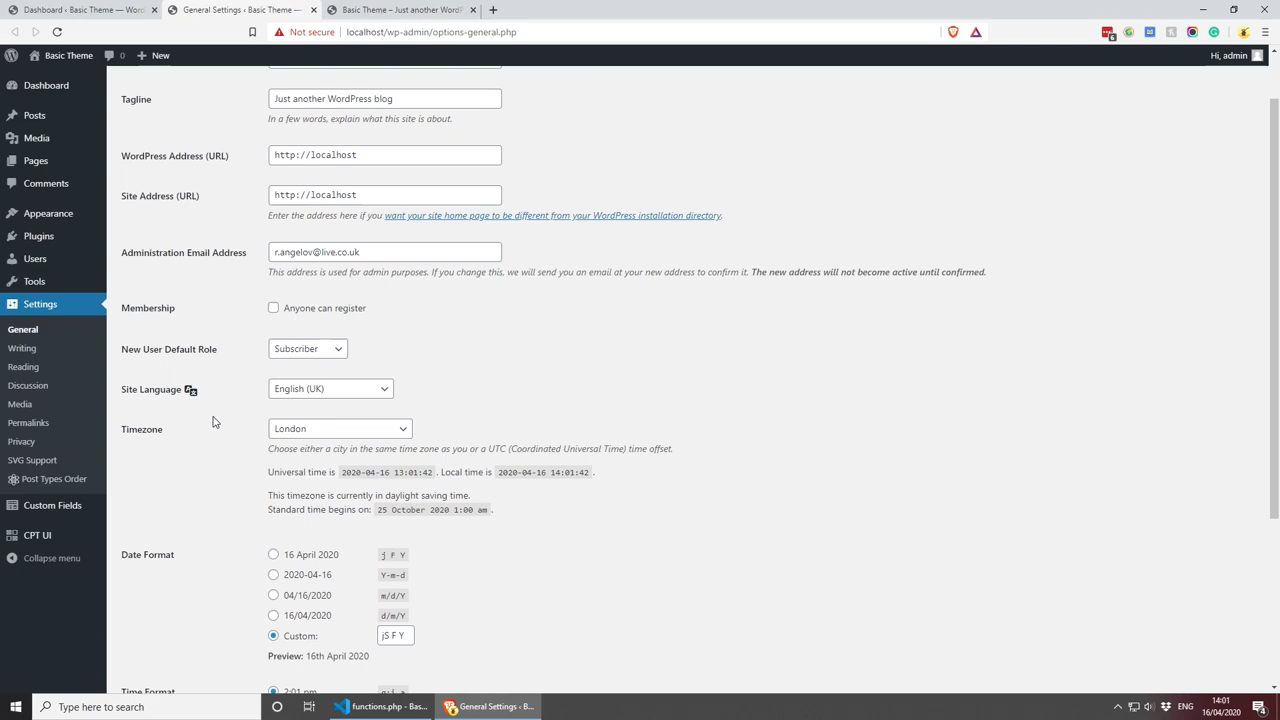 Dashboard ‹ Basic Theme — Word
General Settings ‹ Basic Theme —
Basic Theme – Just another WordP
Not secure
localhost/wp-admin/options-general.php
6
Basic Theme
0
New
Hi, admin
Dashboard
Posts
Media
Pages
Comments
Appearance
Plugins
Users
Tools
Settings
General
Writing
Reading
Discussion
Media
Permalinks
Privacy
SVG Support
Post Types Order
Custom Fields
CPT UI
Collapse menu
Tagline
Just another WordPress blog
In a few words, explain what this site is about.
WordPress Address (URL)
http://localhost
Site Address (URL)
http://localhost
Enter the address here if you want your site home page to be different from your WordPress installation directory.
Administration Email Address
r.angelov@live.co.uk
This address is used for admin purposes. If you change this, we will send you an email at your new address to confirm it. The new address will not become active until confirmed.
Membership
Anyone can register
New User Default Role
Subscriber
Site Language
English (UK)
Timezone
London
Choose either a city in the same time zone as you or a UTC (Coordinated Universal Time) time offset.
Universal time is 2020-04-16 13:01:42. Local time is 2020-04-16 14:01:42.
This timezone is currently in daylight saving time.
Standard time begins on: 25 October 2020 1:00 am.
Date Format
16 April 2020 j F Y
2020-04-16 Y-m-d
04/16/2020 m/d/Y
16/04/2020 d/m/Y
Custom: jS F Y
Preview: 16th April 2020
Time Format
2:01 pm g:i a
Type here to search
functions.php - Bas...
General Settings ‹ B...
ENG
14:01
16/04/2020
4